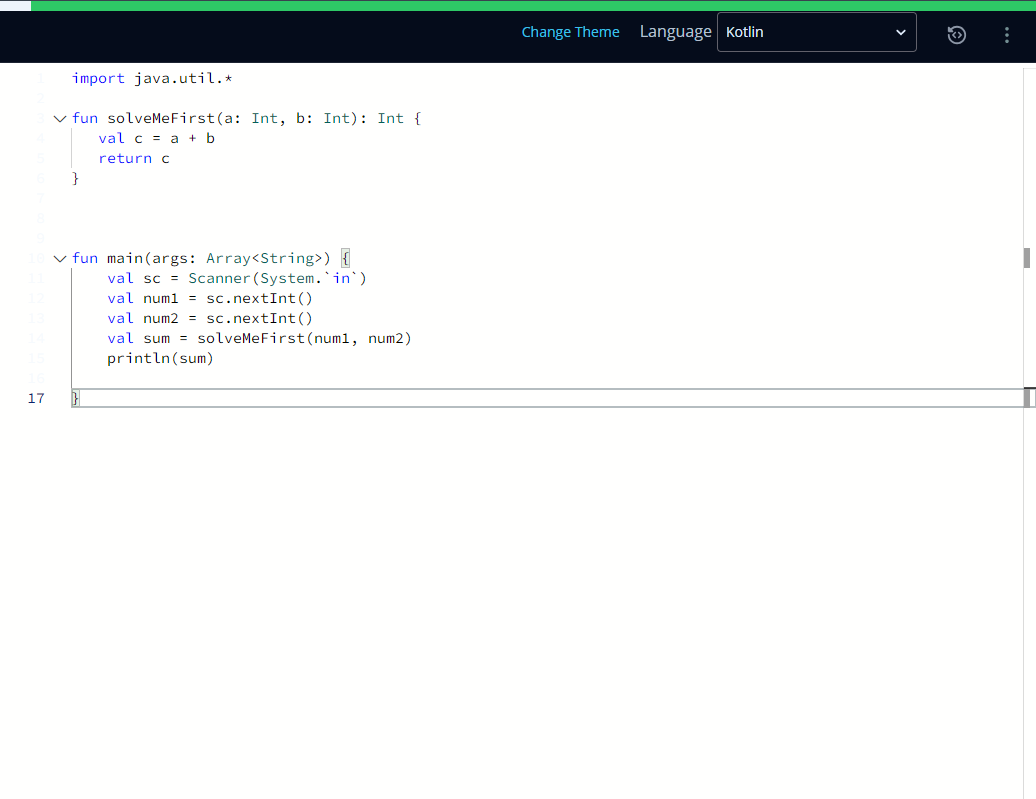 Change Theme Language Kotlin
1 import java.util.*
2
3 fun solveMeFirst(a: Int, b: Int): Int {
4 val c = a + b
5 return c
6 }
7
8
9
10 fun main(args: Array<String>) {
11 val sc = Scanner(System.`in`)
12 val num1 = sc.nextInt()
13 val num2 = sc.nextInt()
14 val sum = solveMeFirst(num1, num2)
15 println(sum)
16
17 }